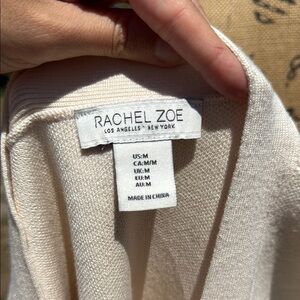 RACHEL ZOE
LOS ANGELES * NEW YORK
US:M
CA:M/M
UK:M
EU:M
AU:M
MADE IN CHINA